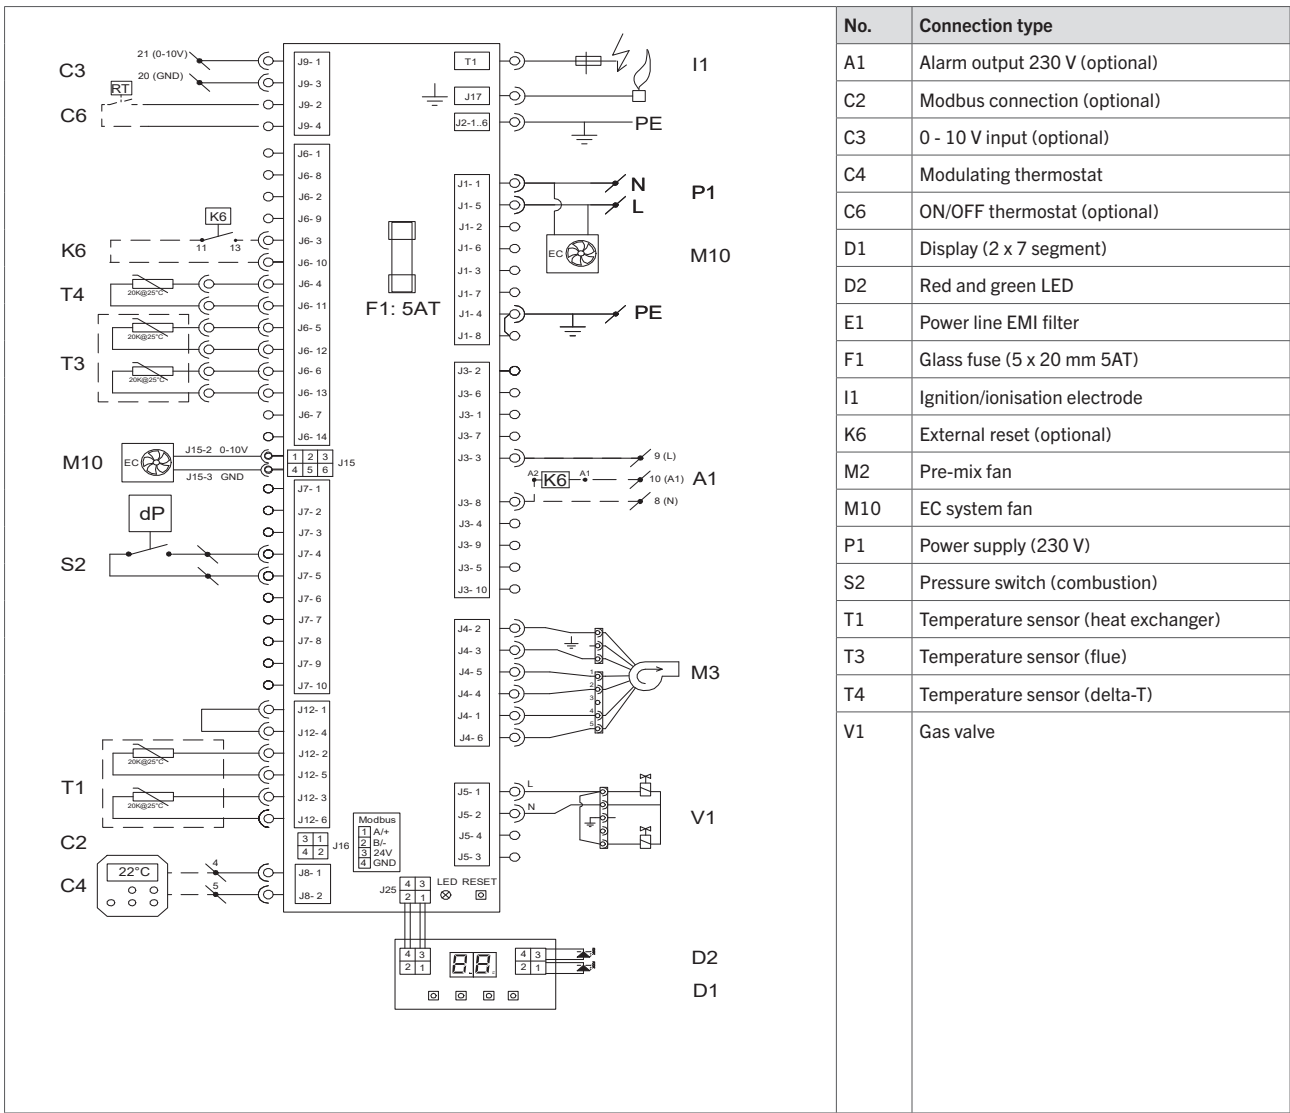 C3
21 (0-10V)
20 (GND)
J9- 1
J9- 3
RT
C6
J9- 2
J9- 4
J6- 1
J6- 8
J6- 2
J6- 9
K6
K6
11 13
J6- 3
J6- 10
T4
20K@25°C
J6- 4
J6- 11
T3
20K@25°C
J6- 5
J6- 12
20K@25°C
J6- 6
J6- 13
J6- 7
J6- 14
M10
EC
J15-2 0-10V
J15-3 GND
1 2 3
4 5 6
J15
J7- 1
J7- 2
J7- 3
dP
S2
J7- 4
J7- 5
J7- 6
J7- 7
J7- 8
J7- 9
J7- 10
J12- 1
J12- 4
T1
20K@25°C
J12- 2
J12- 5
20K@25°C
J12- 3
J12- 6
C2
3 1
4 2
J16
Modbus
1 A/+
2 B/-
3 24V
4 GND
C4
22°C
4
5
J8- 1
J8- 2
F1: 5AT
T1
I1
J17
J2-1..6
PE
J1- 1
N
P1
J1- 5
L
J1- 2
J1- 6
EC
M10
J1- 3
J1- 7
J1- 4
PE
J1- 8
J3- 2
J3- 6
J3- 1
J3- 7
J3- 3
9 (L)
A2 K6 A1
10 (A1)
A1
J3- 8
8 (N)
J3- 4
J3- 9
J3- 5
J3- 10
J4- 2
J4- 3
J4- 5
J4- 4
J4- 1
J4- 6
1
2
3
4
5
M3
J5- 1
L
J5- 2
N
J5- 4
J5- 3
V1
J25
4 3
2 1
LED RESET
4 3
2 1
8.8.
4 3
2 1
D2
D1
No. Connection type
A1 Alarm output 230 V (optional)
C2 Modbus connection (optional)
C3 0 - 10 V input (optional)
C4 Modulating thermostat
C6 ON/OFF thermostat (optional)
D1 Display (2 x 7 segment)
D2 Red and green LED
E1 Power line EMI filter
F1 Glass fuse (5 x 20 mm 5AT)
I1 Ignition/ionisation electrode
K6 External reset (optional)
M2 Pre-mix fan
M10 EC system fan
P1 Power supply (230 V)
S2 Pressure switch (combustion)
T1 Temperature sensor (heat exchanger)
T3 Temperature sensor (flue)
T4 Temperature sensor (delta-T)
V1 Gas valve